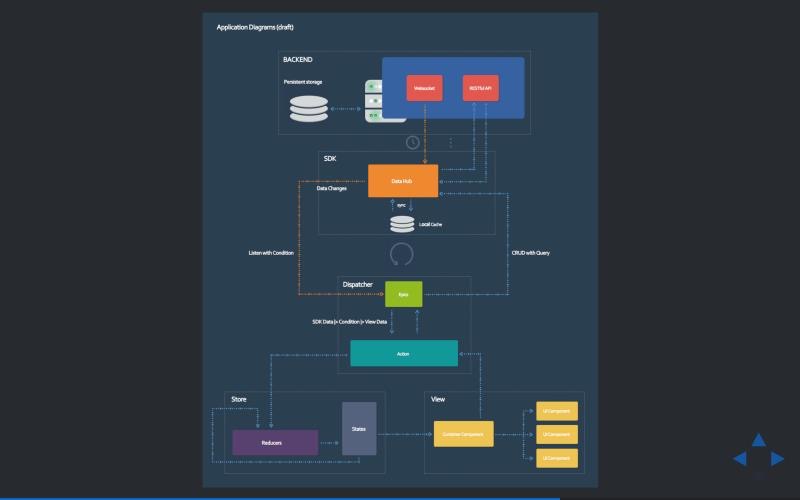 Application Diagrams (draft)
BACKEND
Persistent storage
Websocket
RESTful API
SDK
Data Hub
Data Changes
sync
Local Cache
Listen with Condition
CRUD with Query
Dispatcher
Epics
SDK Data |> Condition |> View Data
Action
Store
View
States
Reducers
Container Component
UI Component
UI Component
UI Component